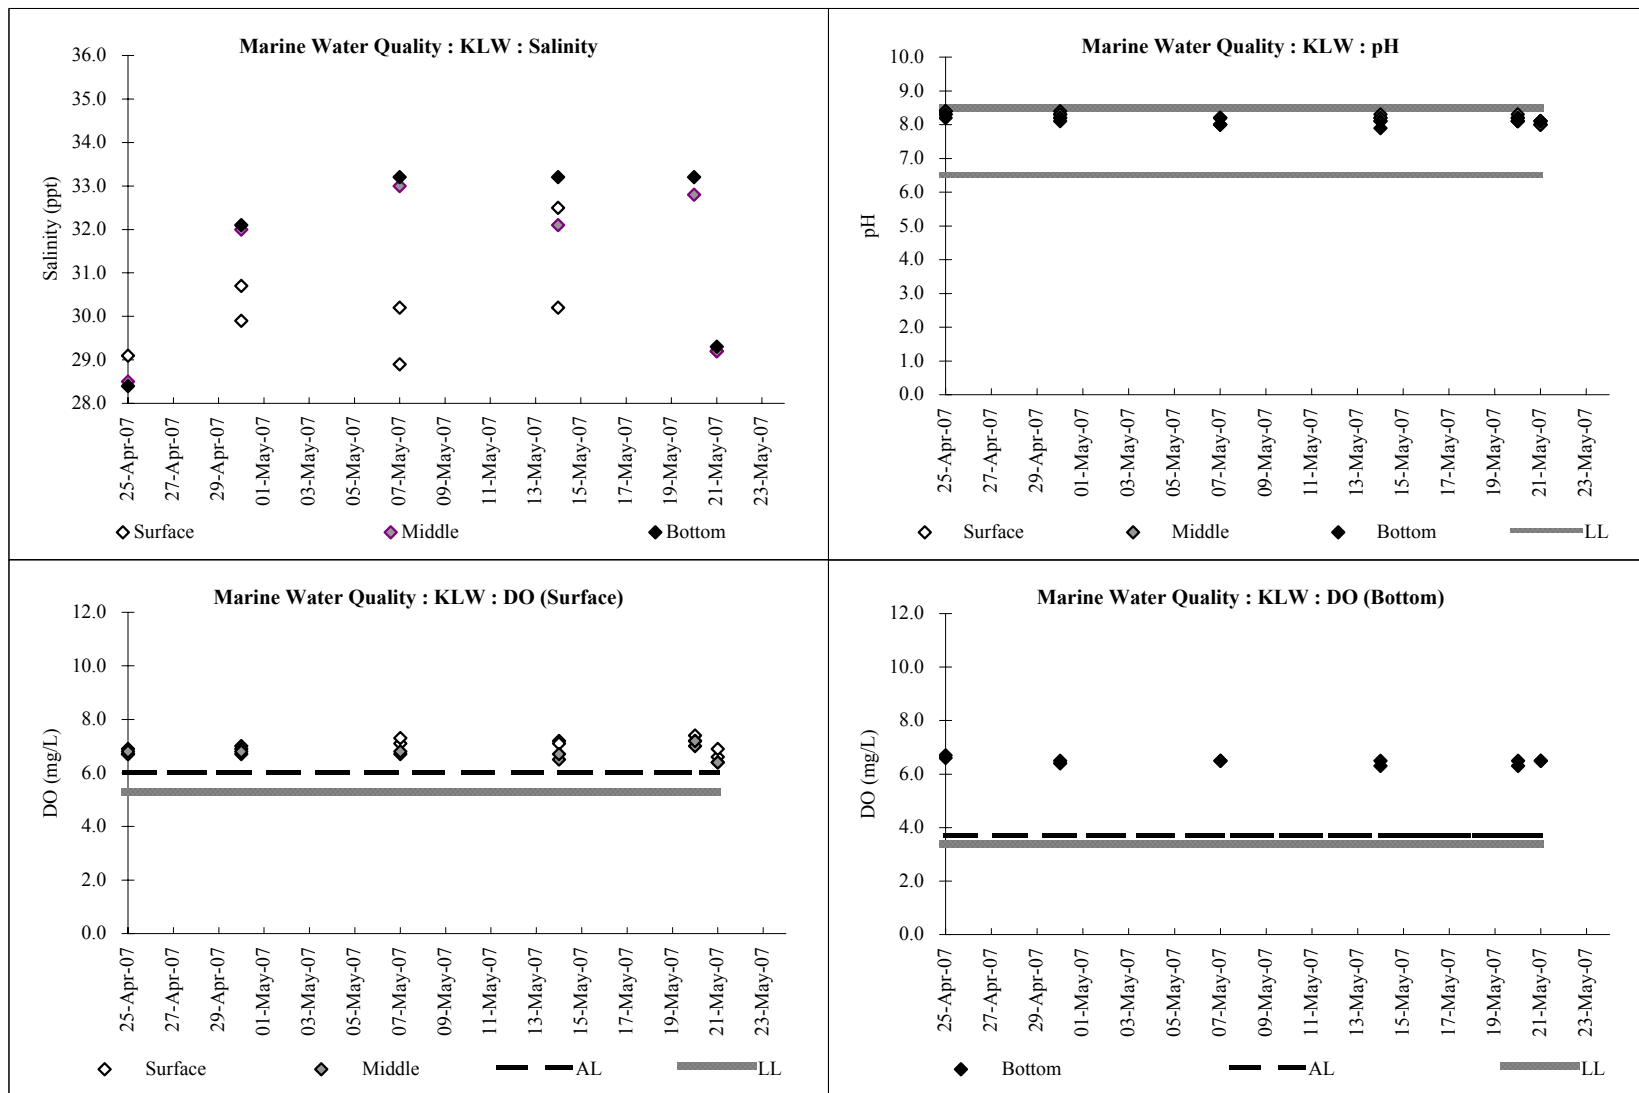 Marine Water Quality : KLW : Salinity
36.0
35.0
34.0
33.0
32.0
31.0
30.0
29.0
28.0
Salinity (ppt)
25-Apr-07
27-Apr-07
29-Apr-07
01-May-07
03-May-07
05-May-07
07-May-07
09-May-07
11-May-07
13-May-07
15-May-07
17-May-07
19-May-07
21-May-07
23-May-07
Surface Middle Bottom
Marine Water Quality : KLW : pH
10.0
9.0
8.0
7.0
6.0
5.0
4.0
3.0
2.0
1.0
0.0
pH
25-Apr-07
27-Apr-07
29-Apr-07
01-May-07
03-May-07
05-May-07
07-May-07
09-May-07
11-May-07
13-May-07
15-May-07
17-May-07
19-May-07
21-May-07
23-May-07
Surface Middle Bottom LL
Marine Water Quality : KLW : DO (Surface)
12.0
10.0
8.0
6.0
4.0
2.0
0.0
DO (mg/L)
25-Apr-07
27-Apr-07
29-Apr-07
01-May-07
03-May-07
05-May-07
07-May-07
09-May-07
11-May-07
13-May-07
15-May-07
17-May-07
19-May-07
21-May-07
23-May-07
Surface Middle AL LL
Marine Water Quality : KLW : DO (Bottom)
12.0
10.0
8.0
6.0
4.0
2.0
0.0
DO (mg/L)
25-Apr-07
27-Apr-07
29-Apr-07
01-May-07
03-May-07
05-May-07
07-May-07
09-May-07
11-May-07
13-May-07
15-May-07
17-May-07
19-May-07
21-May-07
23-May-07
Bottom AL LL